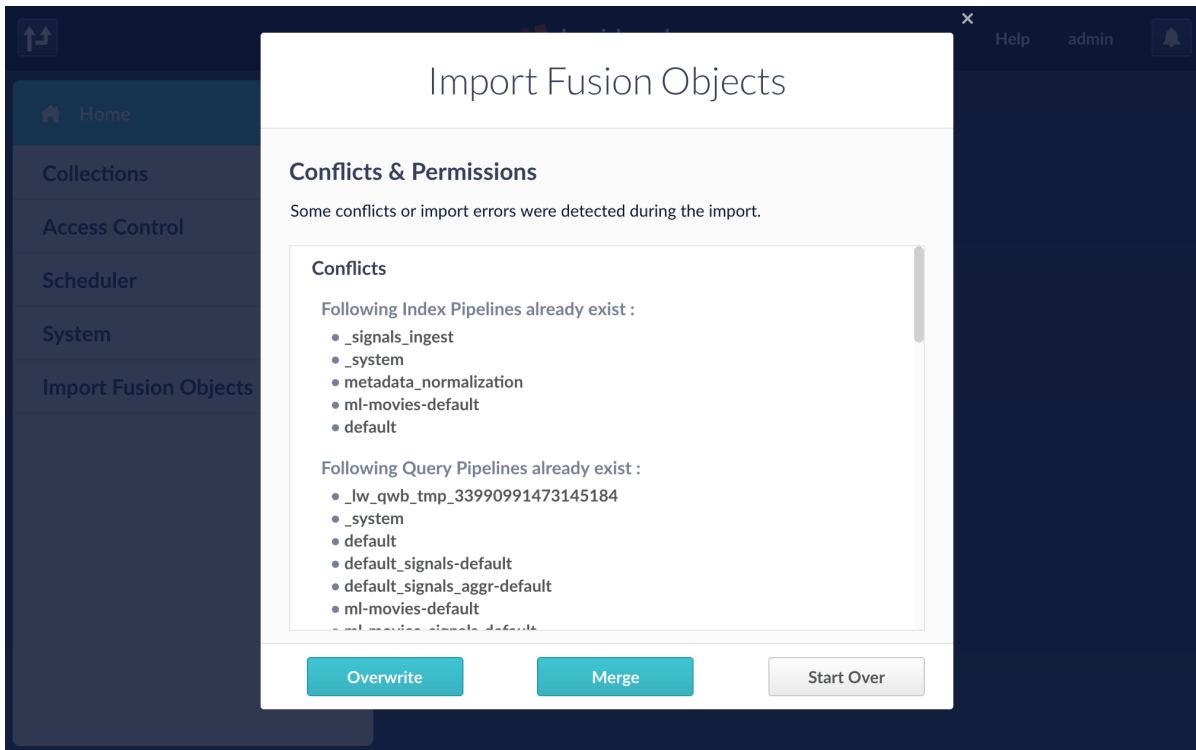 ×
Help
admin
Home
Collections
Access Control
Scheduler
System
Import Fusion Objects
Import Fusion Objects
Conflicts & Permissions
Some conflicts or import errors were detected during the import.
Conflicts
Following Index Pipelines already exist :
_signals_ingest
_system
metadata_normalization
ml-movies-default
default
Following Query Pipelines already exist :
_lw_qwb_tmp_33990991473145184
_system
default
default_signals-default
default_signals_aggr-default
ml-movies-default
ml-movies_signals-default
Overwrite
Merge
Start Over